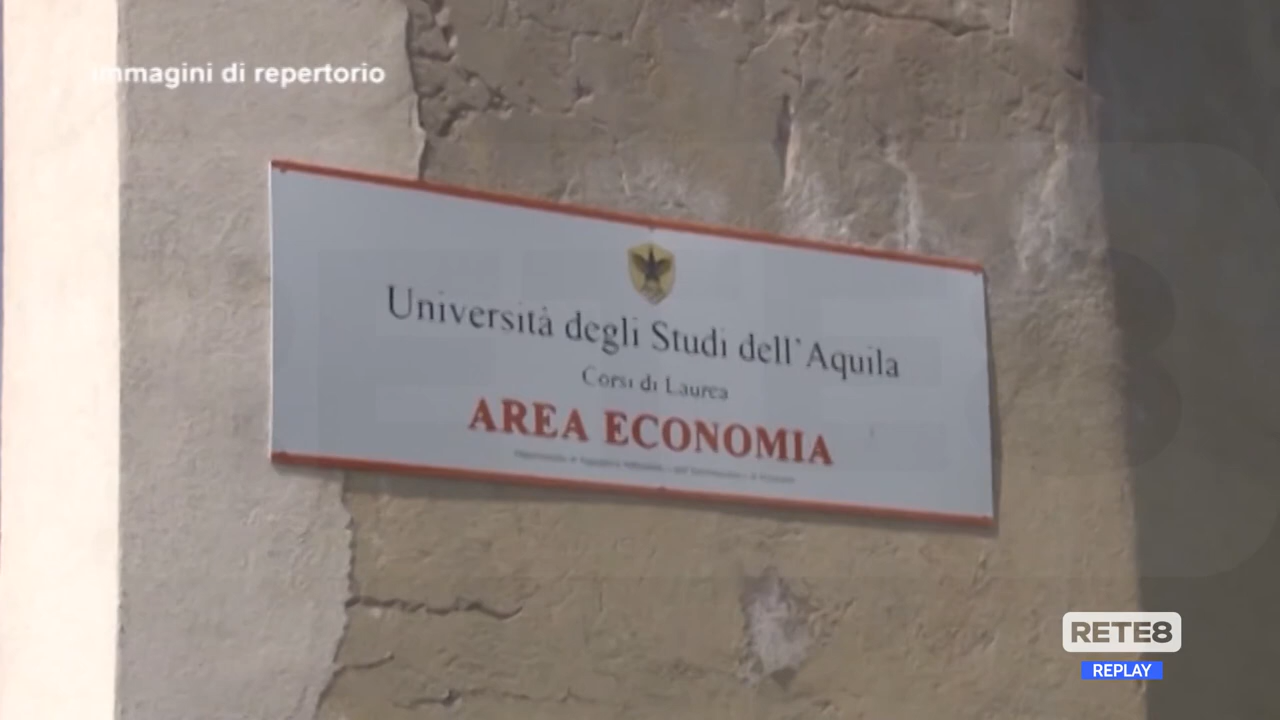 immagini di repertorio
Università degli Studi dell'Aquila
Corsi di Laurea
AREA ECONOMIA
RETE8
REPLAY